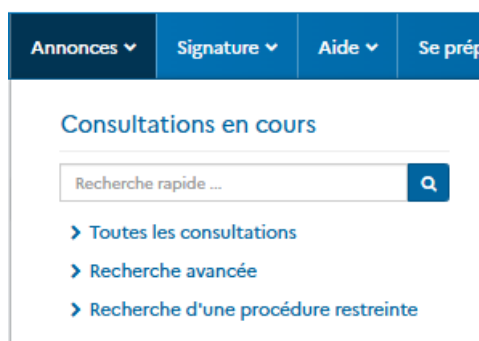 Annonces Signature Aide Se prép
Consultations en cours
Recherche rapide ...
Toutes les consultations
Recherche avancée
Recherche d'une procédure restreinte